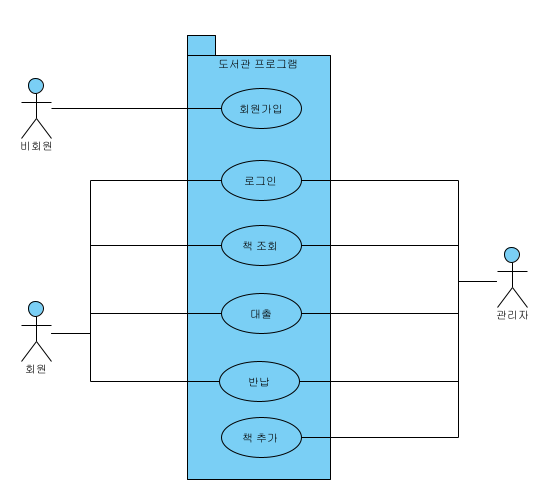 도서관 프로그램
회원가입
비회원
로그인
책 조회
관리자
대출
회원
반납
책 추가